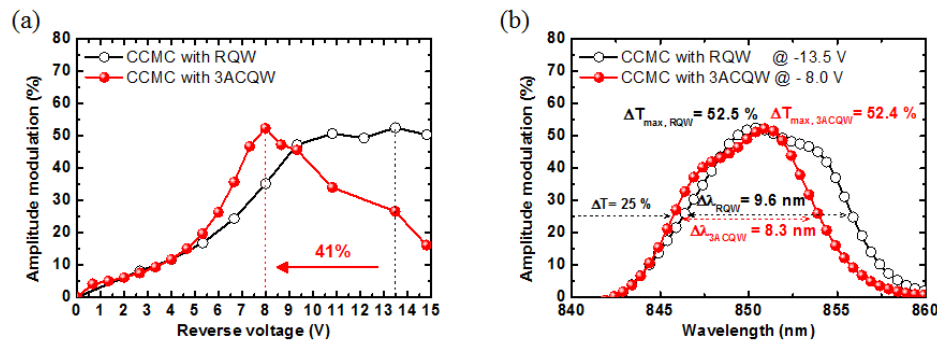 (a)
80
70
60
50
40
30
20
10
0
Amplitude modulation (%)
CCMC with RQW
CCMC with 3ACQW
41%
0 1 2 3 4 5 6 7 8 9 10 11 12 13 14 15
Reverse voltage (V)
(b)
80
70
60
50
40
30
20
10
0
Amplitude modulation (%)
CCMC with RQW @ -13.5 V
CCMC with 3ACQW @ - 8.0 V
ΔTmax, RQW = 52.5 %
ΔTmax, 3ACQW = 52.4 %
ΔT= 25 %
ΔλRQW = 9.6 nm
Δλ3ACQW = 8.3 nm
840 845 850 855 860
Wavelength (nm)